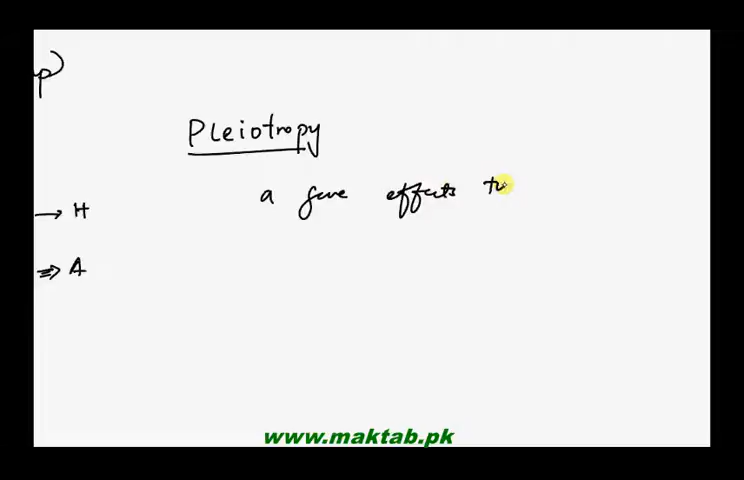 p)
Pleiotropy
a gene effects t
→ H
⇒ A
www.maktab.pk